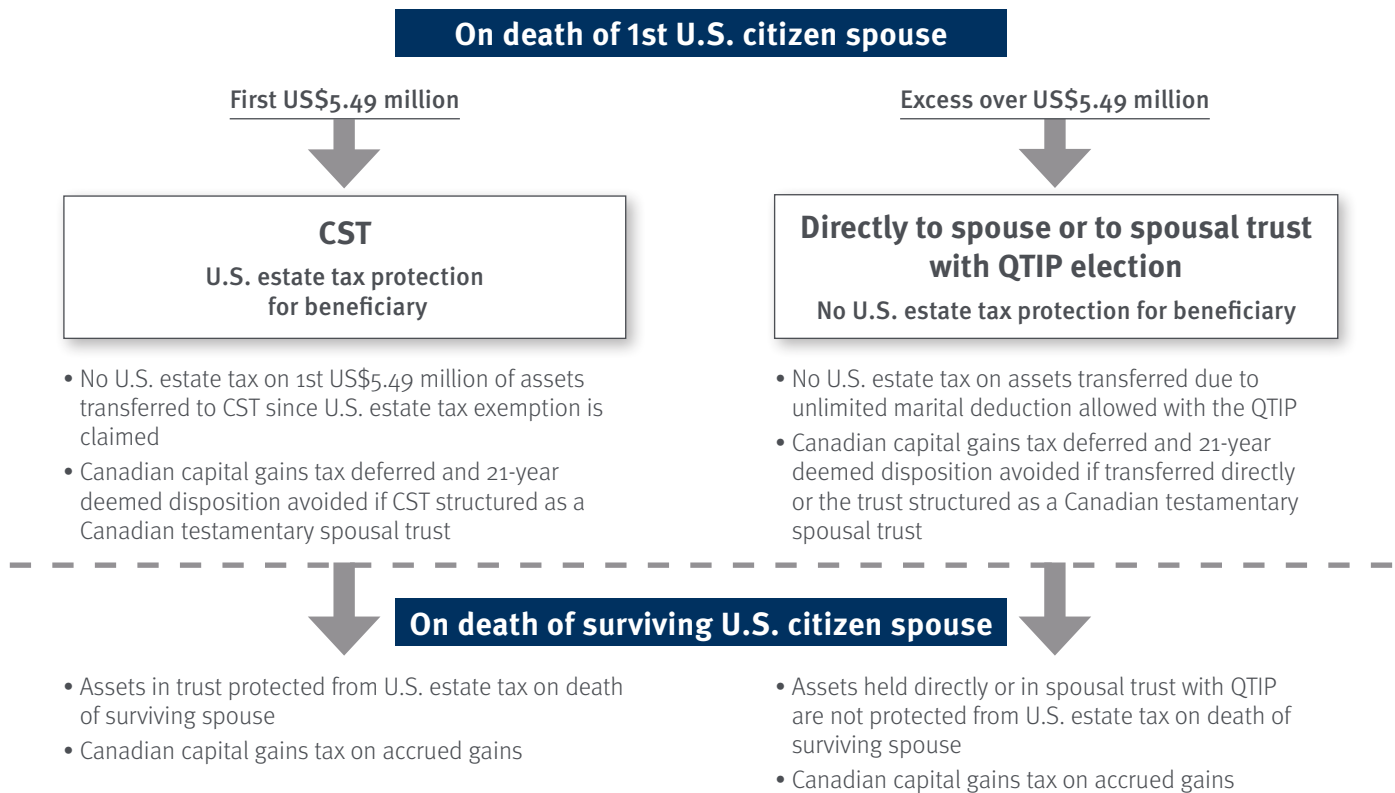 On death of 1st U.S. citizen spouse
First US$5.49 million
CST
U.S. estate tax protection
for beneficiary
• No U.S. estate tax on 1st US$5.49 million of assets
transferred to CST since U.S. estate tax exemption is
claimed
• Canadian capital gains tax deferred and 21-year
deemed disposition avoided if CST structured as a
Canadian testamentary spousal trust
Excess over US$5.49 million
Directly to spouse or to spousal trust
with QTIP election
No U.S. estate tax protection for beneficiary
• No U.S. estate tax on assets transferred due to
unlimited marital deduction allowed with the QTIP
• Canadian capital gains tax deferred and 21-year
deemed disposition avoided if transferred directly
or the trust structured as a Canadian testamentary
spousal trust
On death of surviving U.S. citizen spouse
• Assets in trust protected from U.S. estate tax on death
of surviving spouse
• Canadian capital gains tax on accrued gains
• Assets held directly or in spousal trust with QTIP
are not protected from U.S. estate tax on death of
surviving spouse
• Canadian capital gains tax on accrued gains